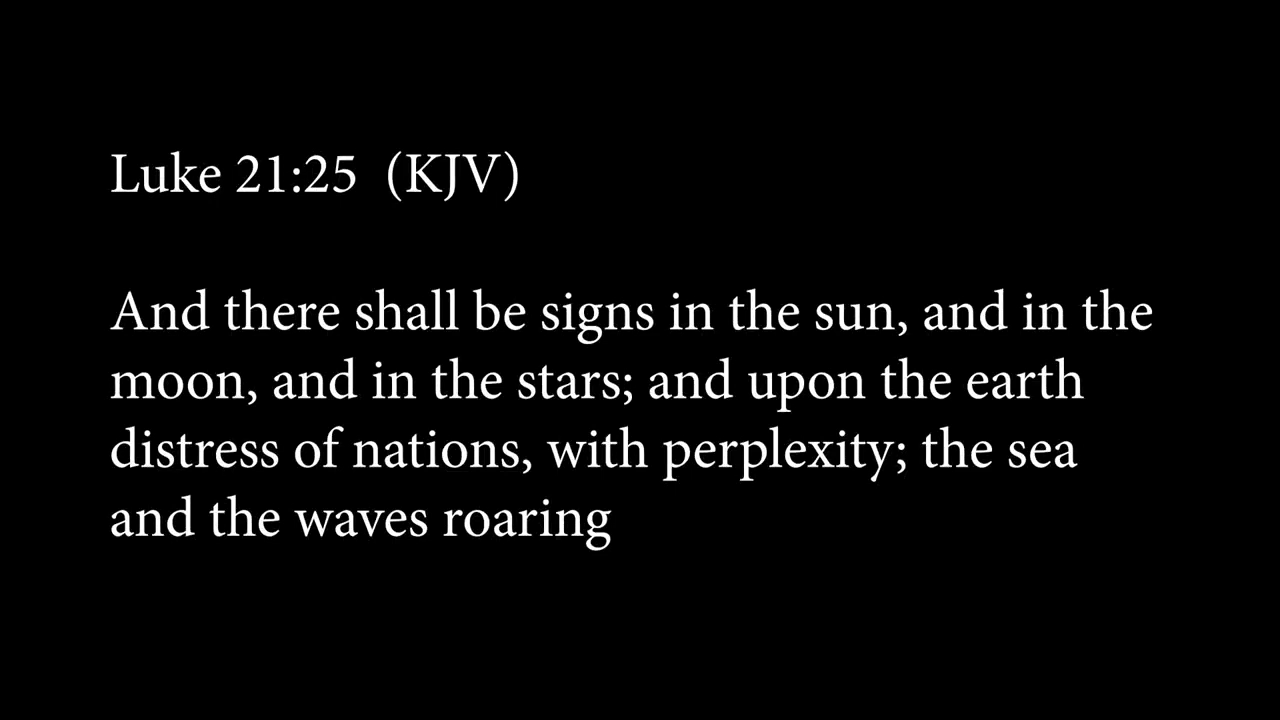 Luke 21:25  (KJV)
And there shall be signs in the sun, and in the
moon, and in the stars; and upon the earth
distress of nations, with perplexity; the sea
and the waves roaring